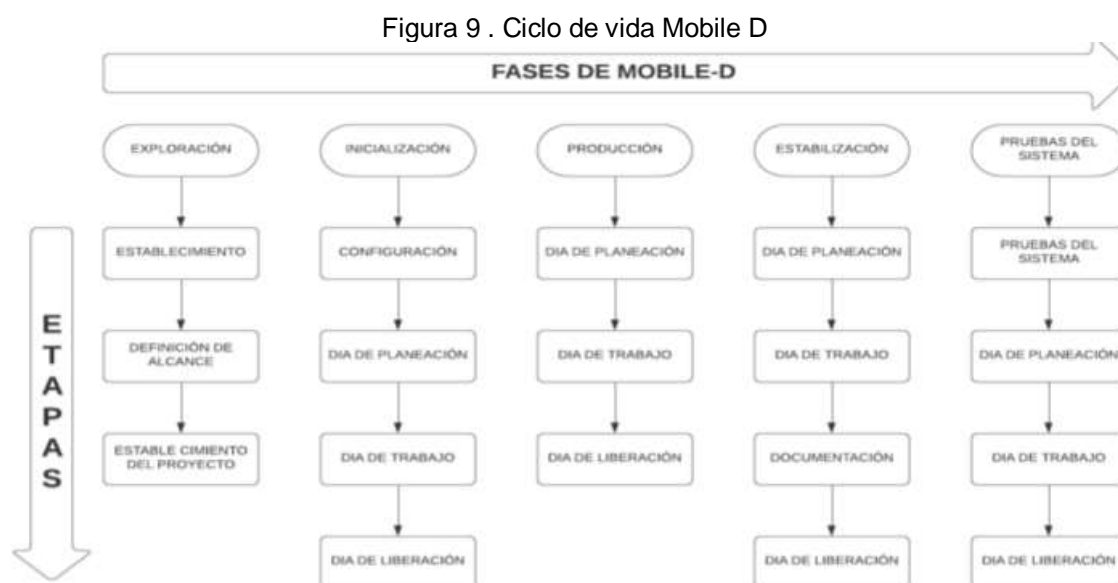 Figura 9 . Ciclo de vida Mobile D
FASES DE MOBILE-D
EXPLORACIÓN
INICIALIZACIÓN
PRODUCCIÓN
ESTABILIZACIÓN
PRUEBAS DEL
SISTEMA
ETAPAS
ESTABLECIMIENTO
CONFIGURACIÓN
DIA DE PLANEACIÓN
DIA DE PLANEACIÓN
PRUEBAS DEL
SISTEMA
DEFINICIÓN DE
ALCANCE
DIA DE PLANEACIÓN
DIA DE TRABAJO
DIA DE TRABAJO
DIA DE PLANEACIÓN
ESTABLE CIMIENTO
DEL PROYECTO
DIA DE TRABAJO
DIA DE LIBERACIÓN
DOCUMENTACIÓN
DIA DE TRABAJO
DIA DE LIBERACIÓN
DIA DE LIBERACIÓN
DIA DE LIBERACIÓN